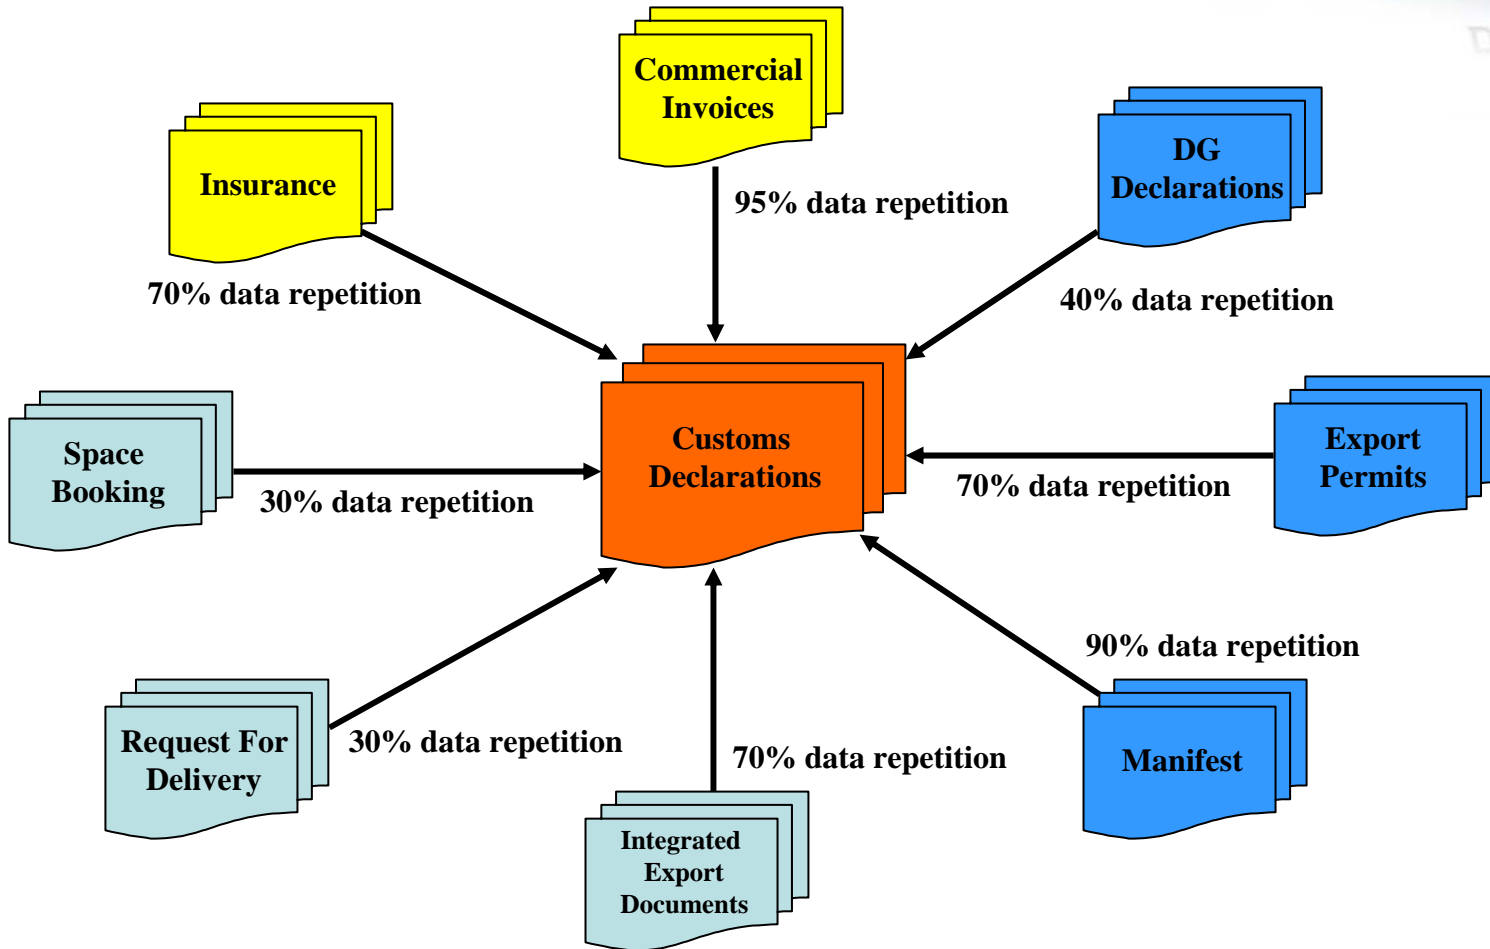 Commercial
Invoices
DG
Declarations
Insurance
95% data repetition
70% data repetition
40% data repetition
Space
Booking
30% data repetition
Customs
Declarations
Export
Permits
70% data repetition
90% data repetition
Request For
Delivery
30% data repetition
70% data repetition
Manifest
Integrated
Export
Documents